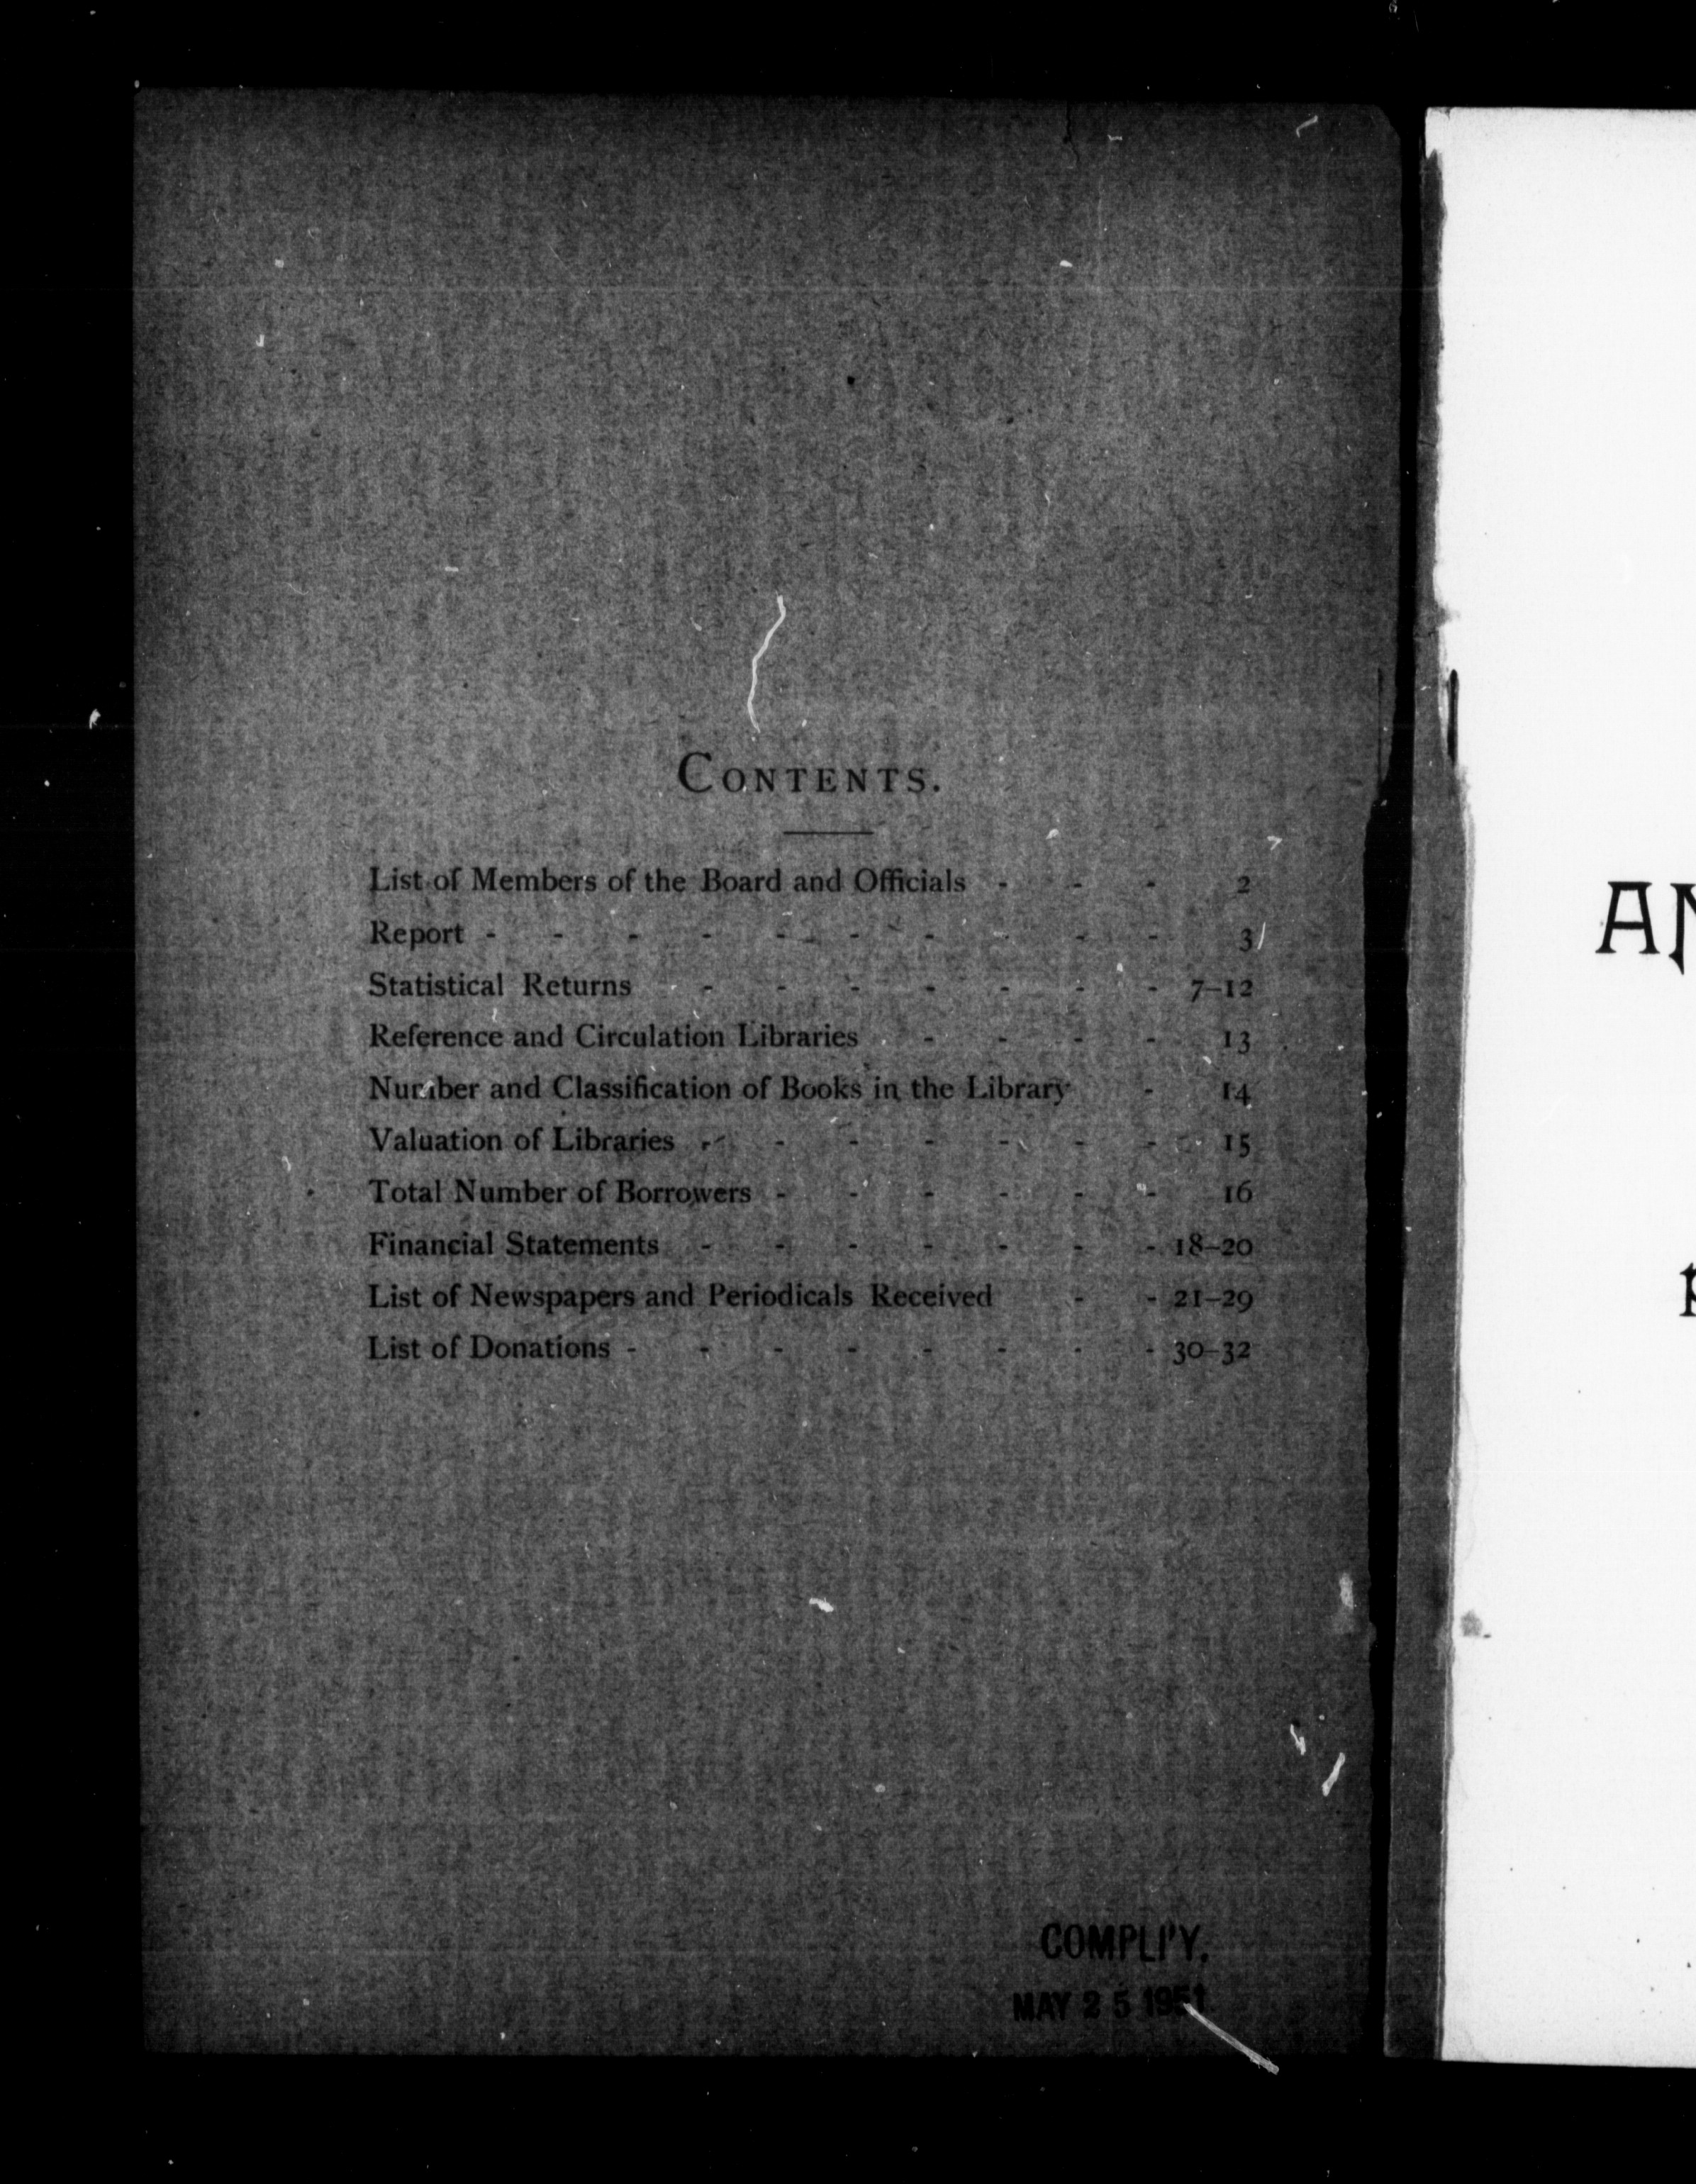 CONTENTS.
List of Members of the Board and Officials - - - 2
Report - - - - - - - - - - 3
Statistical Returns - - - - - - - 7–12
Reference and Circulation Libraries - - - - 13
Number and Classification of Books in the Library - 14
Valuation of Libraries - - - - - - - 15
Total Number of Borrowers - - - - - - 16
Financial Statements - - - - - - - 18–20
List of Newspapers and Periodicals Received - - 21–29
List of Donations - - - - - - - - 30–32
COMPLI'Y.
MAY 25 1951